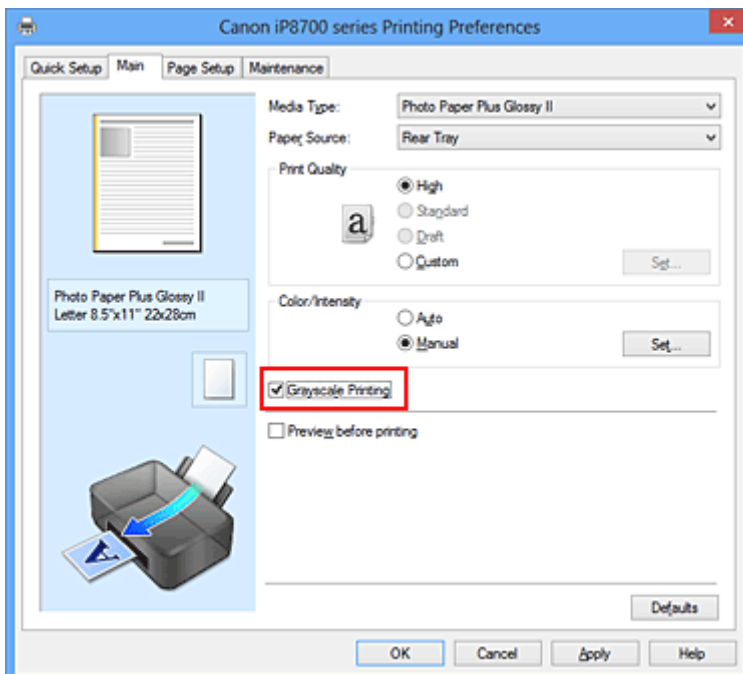 Canon iP8700 series Printing Preferences
Quick Setup Main Page Setup Maintenance
Media Type: Photo Paper Plus Glossy II
Paper Source: Rear Tray
Print Quality
High
a
Standard
Draft
Custom Set...
Photo Paper Plus Glossy II
Letter 8.5"x11" 22x28cm
Color/Intensity
Auto
Manual Set...
Grayscale Printing
Preview before printing
A
Defaults
OK Cancel Apply Help